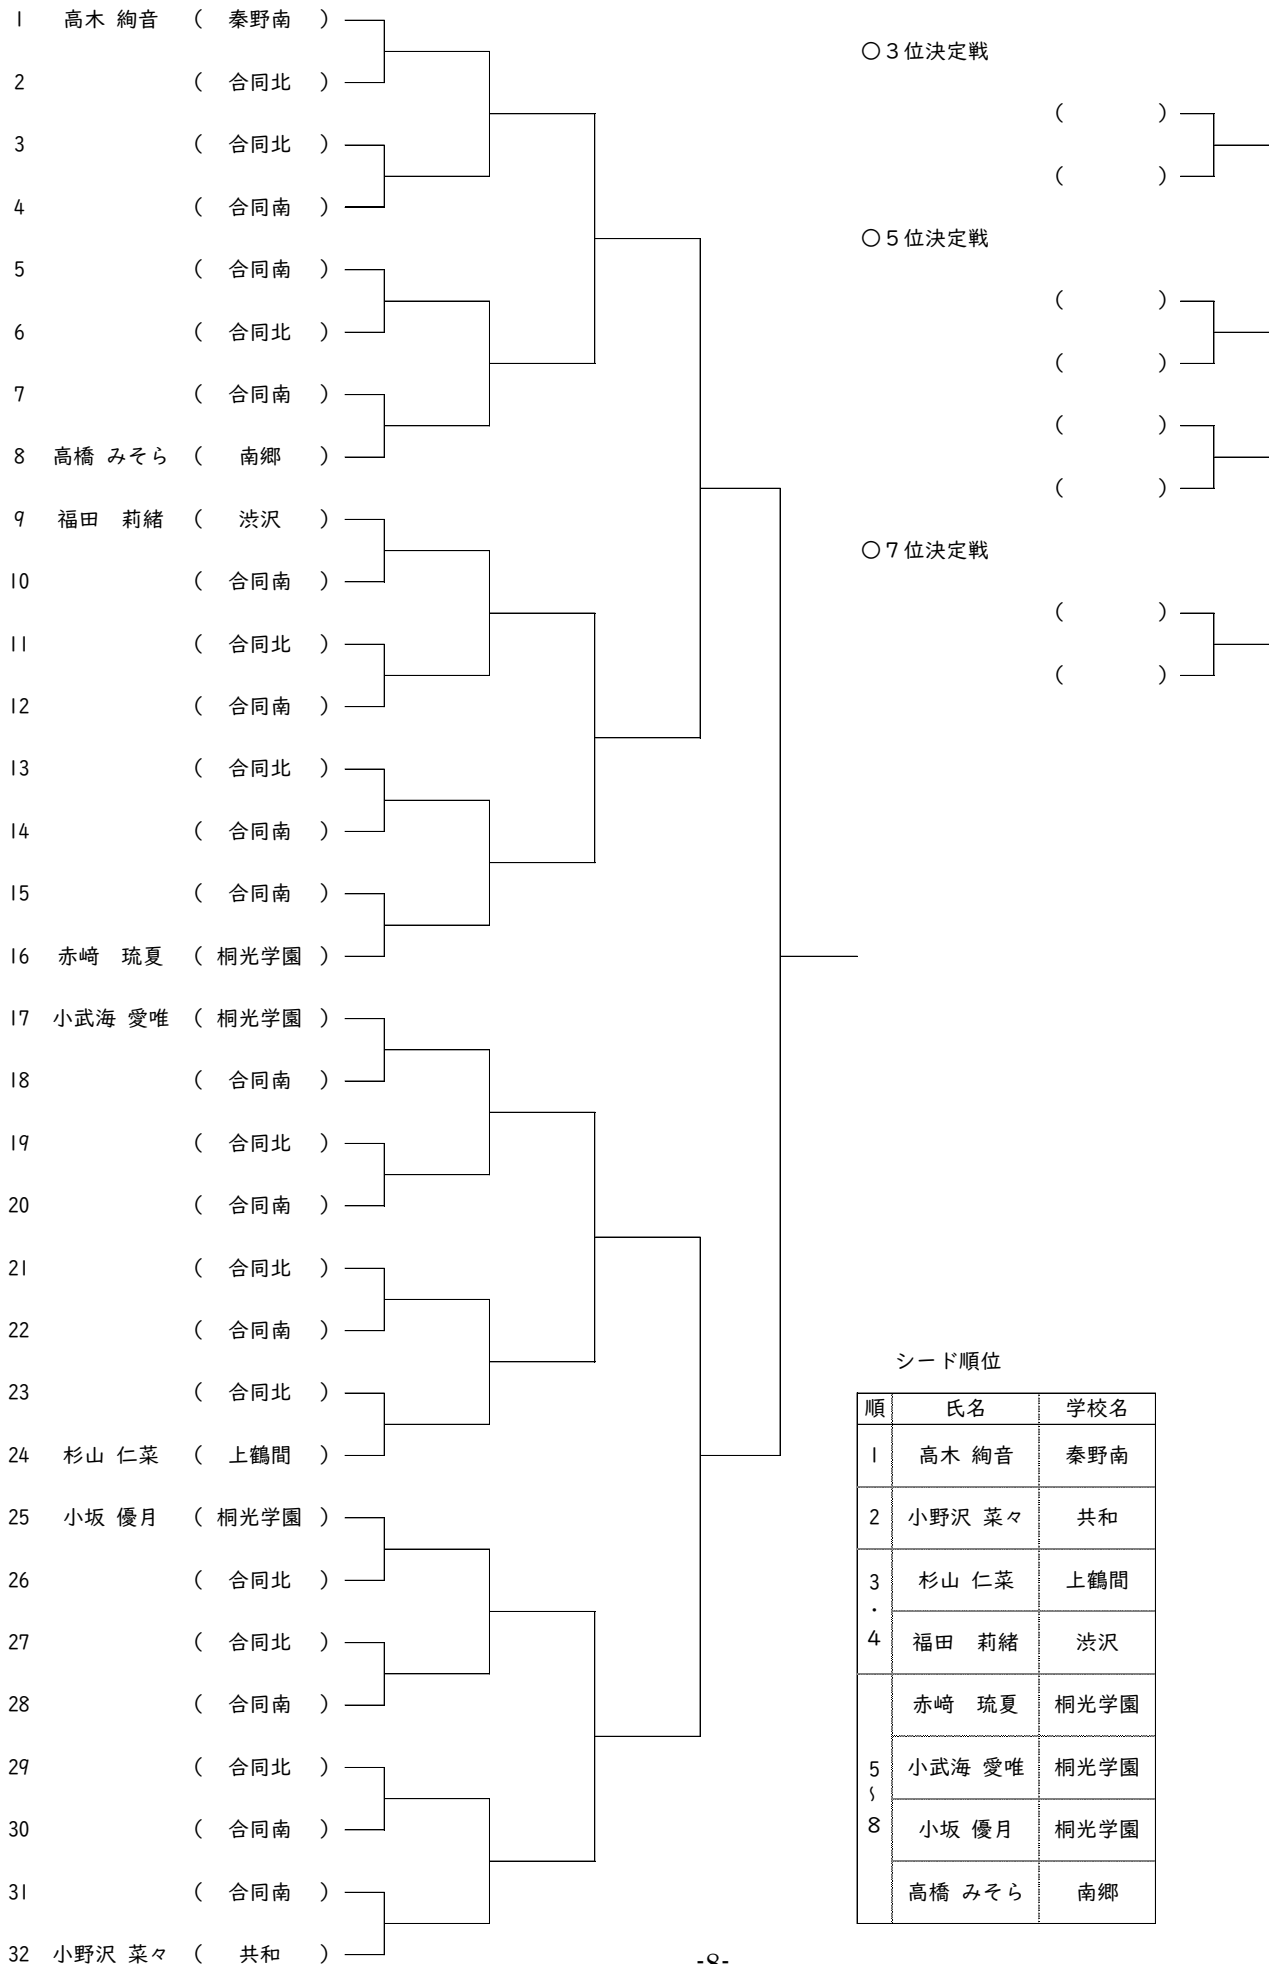 1 高木 絢音 ( 秦野南 )
2 ( 合同北 )
3 ( 合同北 )
4 ( 合同南 )
5 ( 合同南 )
6 ( 合同北 )
7 ( 合同南 )
8 高橋 みそら ( 南郷 )
9 福田　莉緒 ( 渋沢 )
10 ( 合同南 )
11 ( 合同北 )
12 ( 合同南 )
13 ( 合同北 )
14 ( 合同南 )
15 ( 合同南 )
16 赤﨑　琉夏 ( 桐光学園 )
17 小武海 愛唯 ( 桐光学園 )
18 ( 合同南 )
19 ( 合同北 )
20 ( 合同南 )
21 ( 合同北 )
22 ( 合同南 )
23 ( 合同北 )
24 杉山 仁菜 ( 上鶴間 )
25 小坂 優月 ( 桐光学園 )
26 ( 合同北 )
27 ( 合同北 )
28 ( 合同南 )
29 ( 合同北 )
30 ( 合同南 )
31 ( 合同南 )
32 小野沢 菜々 ( 共和 )
○3位決定戦
( )
( )
○5位決定戦
( )
( )
( )
( )
○7位決定戦
( )
( )
シード順位
順 氏名 学校名
1 高木 絢音 秦野南
2 小野沢 菜々 共和
3・4 杉山 仁菜 上鶴間
福田　莉緒 渋沢
5~8 赤﨑　琉夏 桐光学園
小武海 愛唯 桐光学園
小坂 優月 桐光学園
高橋 みそら 南郷
-8-